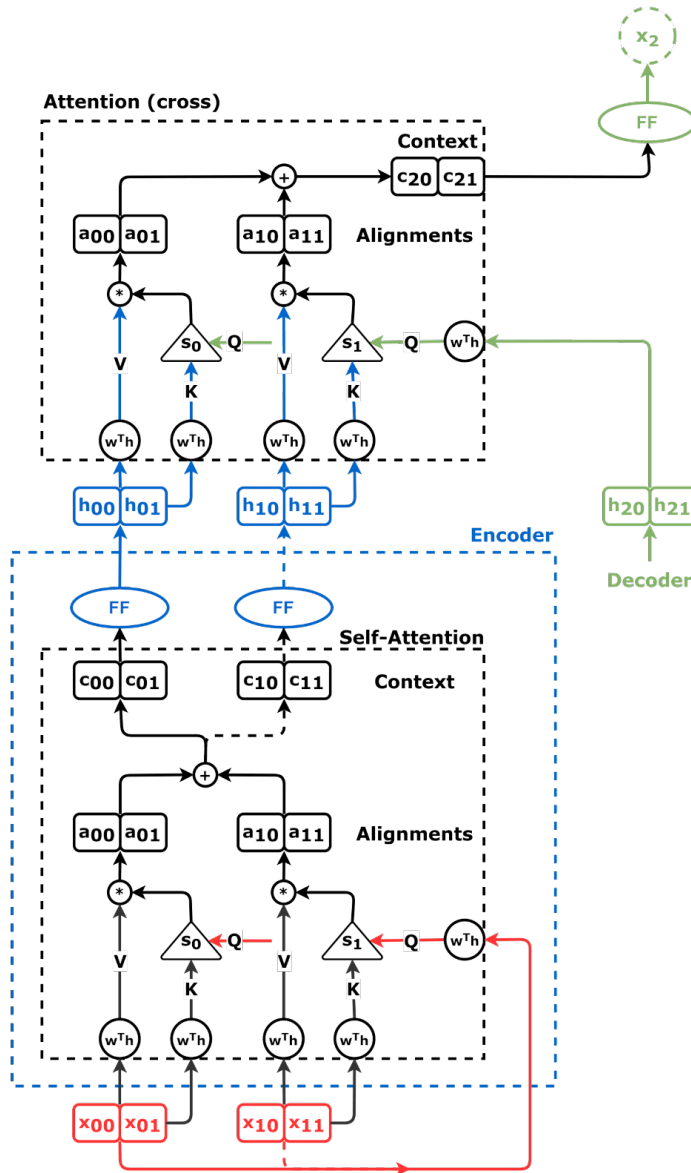 x2
FF
Attention (cross)
Context
+ c20 c21
a00 a01 a10 a11 Alignments
* *
s0 Q s1 Q wTh
V V
K K
wTh wTh wTh wTh
h00 h01 h10 h11 h20 h21
Encoder
Decoder
FF FF
Self-Attention
c00 c01 c10 c11 Context
+
a00 a01 a10 a11 Alignments
* *
s0 Q s1 Q wTh
V V
K K
wTh wTh wTh wTh
x00 x01 x10 x11